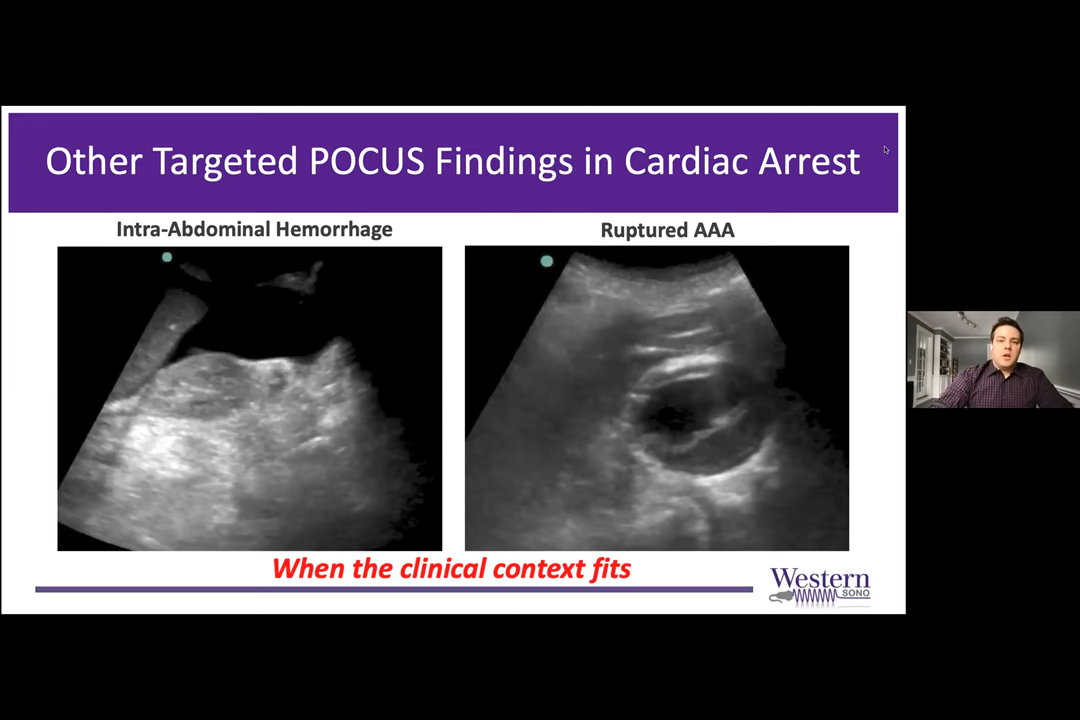 Other Targeted POCUS Findings in Cardiac Arrest
Intra-Abdominal Hemorrhage
Ruptured AAA
When the clinical context fits
Western
SONO